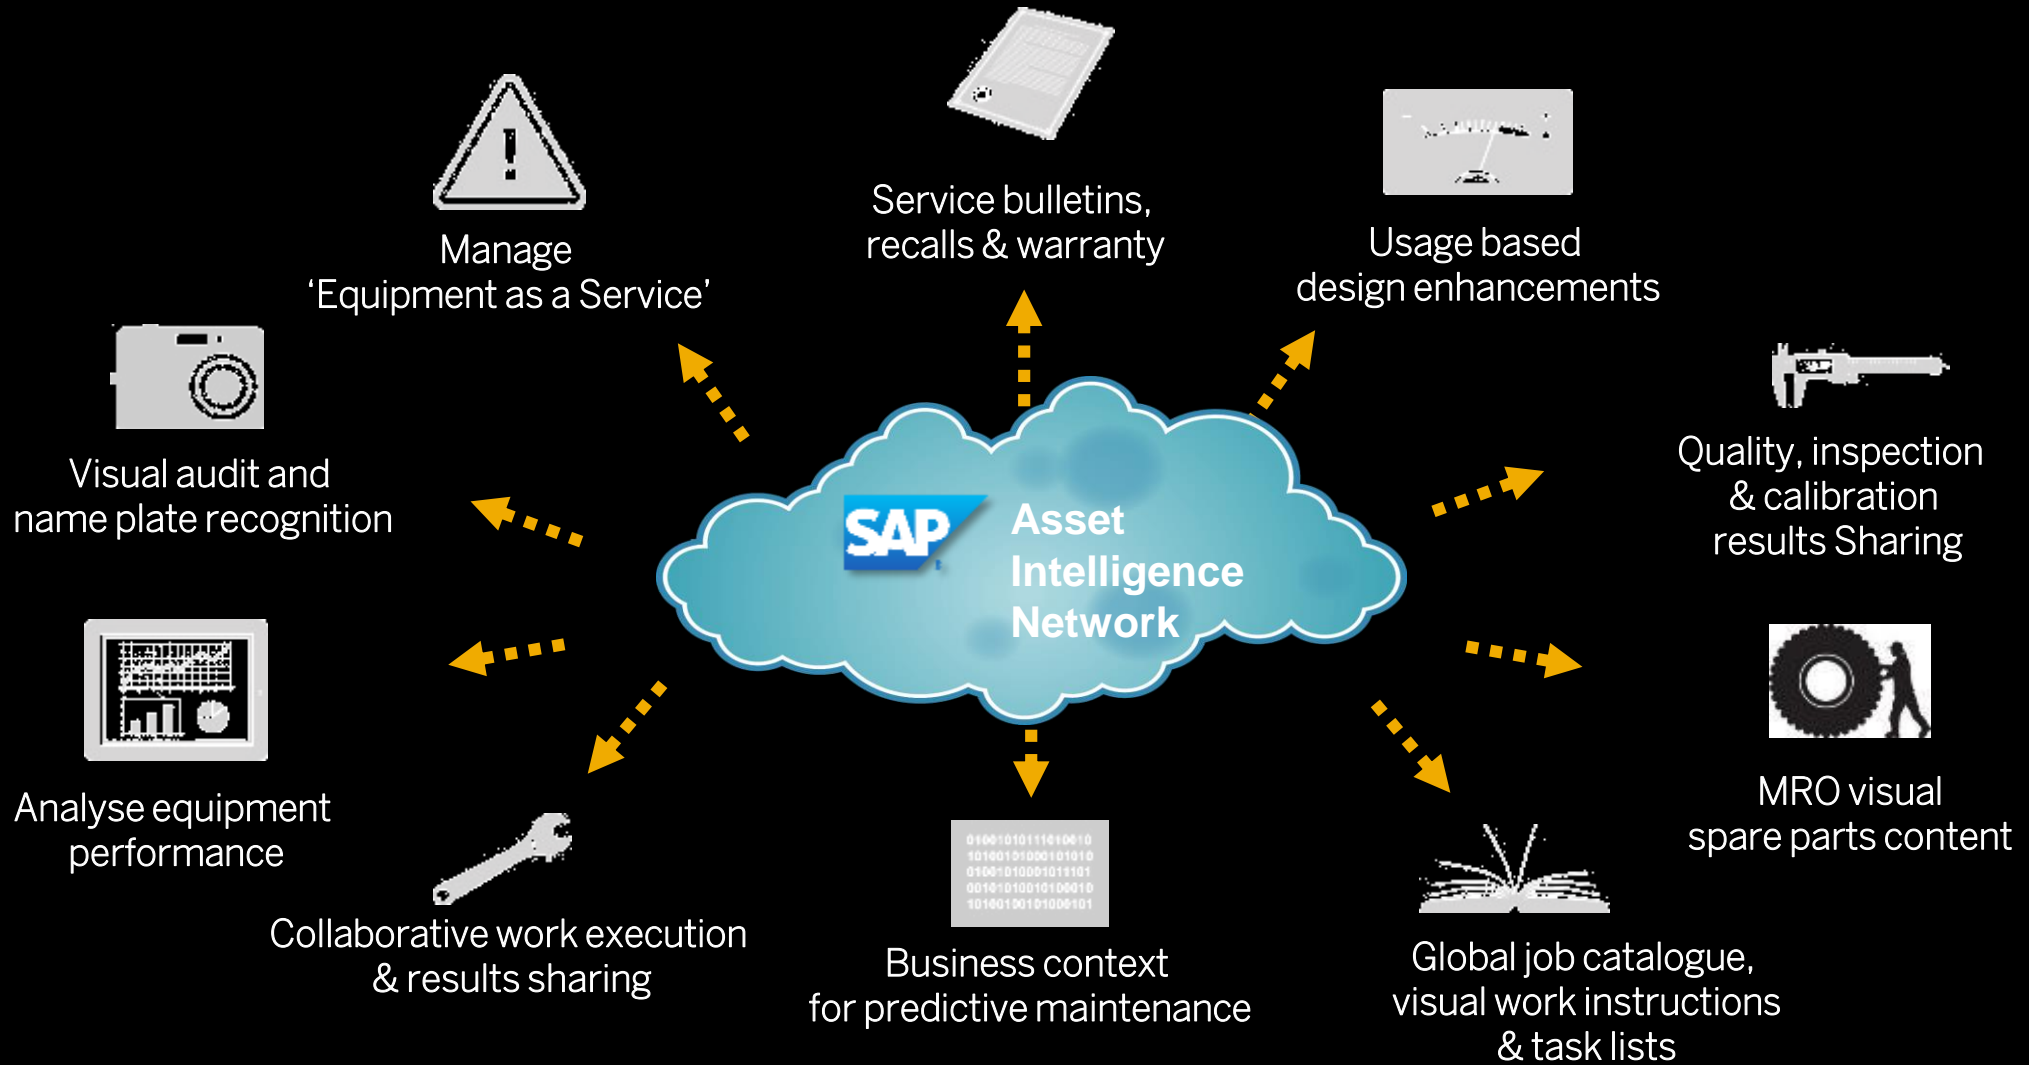 Service bulletins,
recalls & warranty
Manage
‘Equipment as a Service’
Usage based
design enhancements
Visual audit and
name plate recognition
Quality, inspection
& calibration
results Sharing
SAP
Asset
Intelligence
Network
Analyse equipment
performance
MRO visual
spare parts content
Collaborative work execution
& results sharing
Business context
for predictive maintenance
Global job catalogue,
visual work instructions
& task lists